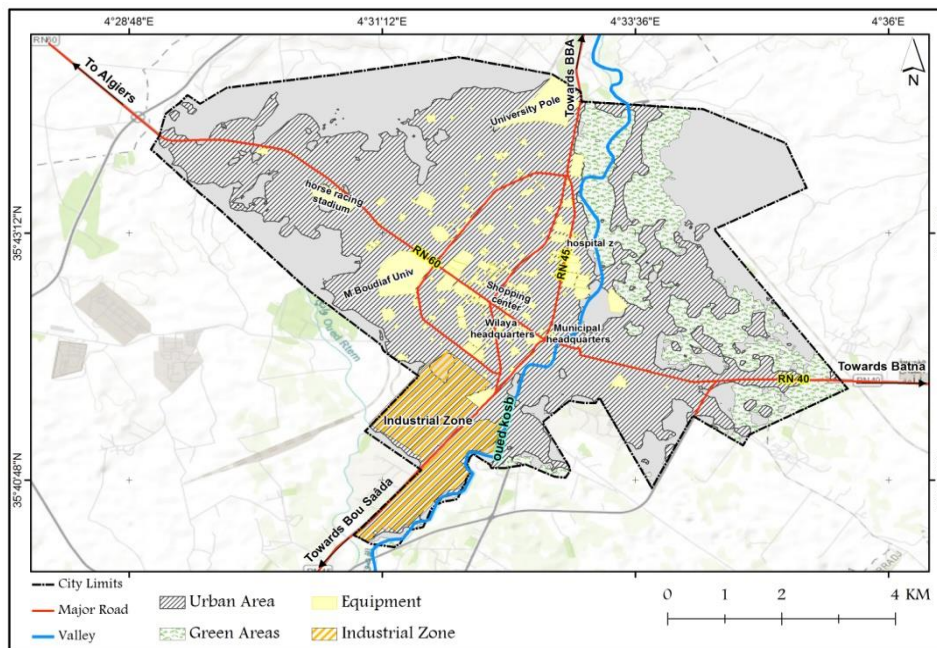 4°28'48"E
4°31'12"E
4°33'36"E
4°36'E
35°43'12"N
35°40'48"N
RN60
To Algiers
Towards BBA
N
University Pole
horse racing
stadium
RN 60
RN 45
hospital z
M Boudiaf Univ
Shopping
center
Wilaya
headquarters
Municipal
headquarters
Towards Batna
RN 40
RN40
Industrial Zone
oued kosb
Towards Bou Saâda
City Limits
Major Road
Valley
Urban Area
Green Areas
Equipment
Industrial Zone
0 1 2 4 KM